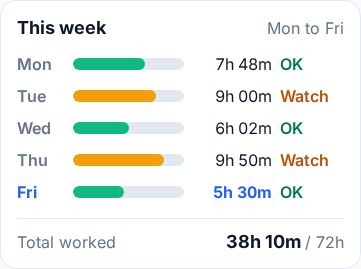 This week Mon to Fri
Mon 7h 48m OK
Tue 9h 00m Watch
Wed 6h 02m OK
Thu 9h 50m Watch
Fri 5h 30m OK
Total worked 38h 10m / 72h